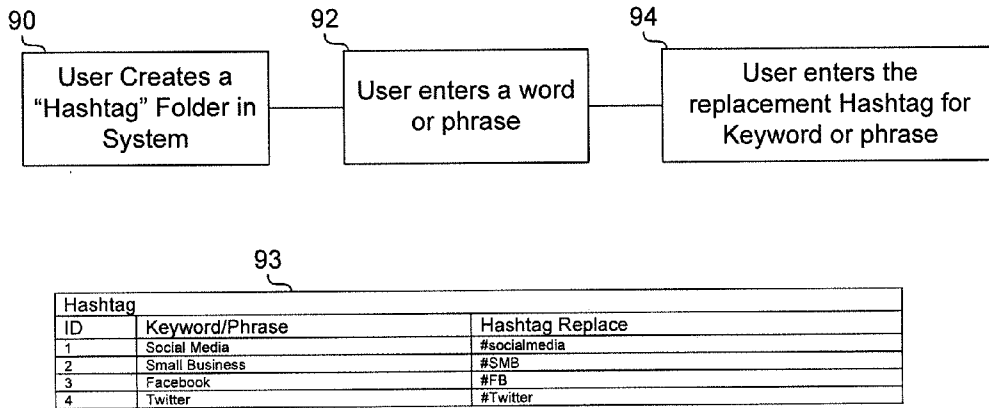 90
92
94
User Creates a
"Hashtag" Folder in
System
User enters a word
or phrase
User enters the
replacement Hashtag for
Keyword or phrase
93
Hashtag
ID Keyword/Phrase Hashtag Replace
1 Social Media #socialmedia
2 Small Business #SMB
3 Facebook #FB
4 Twitter #Twitter